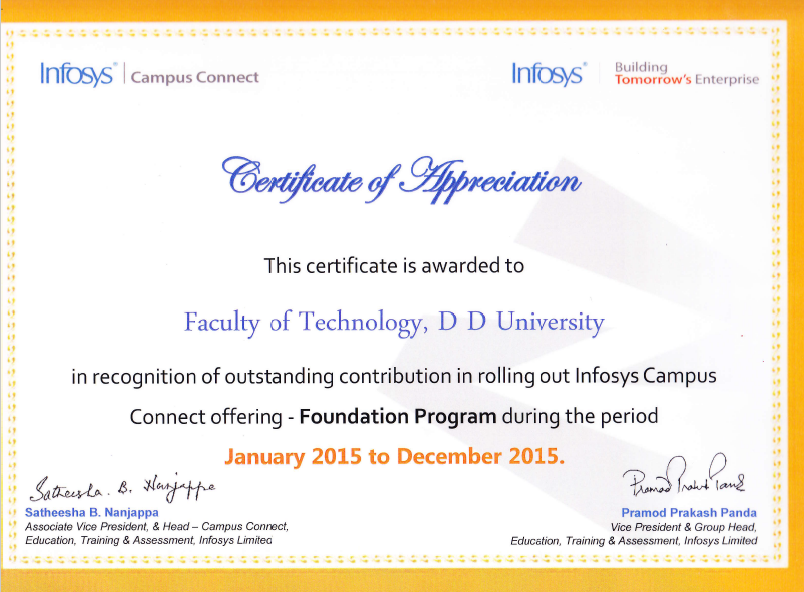 Infosys® | Campus Connect
Infosys® | Building
Tomorrow's Enterprise
Certificate of Appreciation
This certificate is awarded to
Faculty of Technology, D D University
in recognition of outstanding contribution in rolling out Infosys Campus
Connect offering - Foundation Program during the period
January 2015 to December 2015.
Satheesha. B. Nanjappa
Satheesha B. Nanjappa
Associate Vice President, & Head – Campus Connect,
Education, Training & Assessment, Infosys Limited
Pramod Prakash Panda
Pramod Prakash Panda
Vice President & Group Head,
Education, Training & Assessment, Infosys Limited